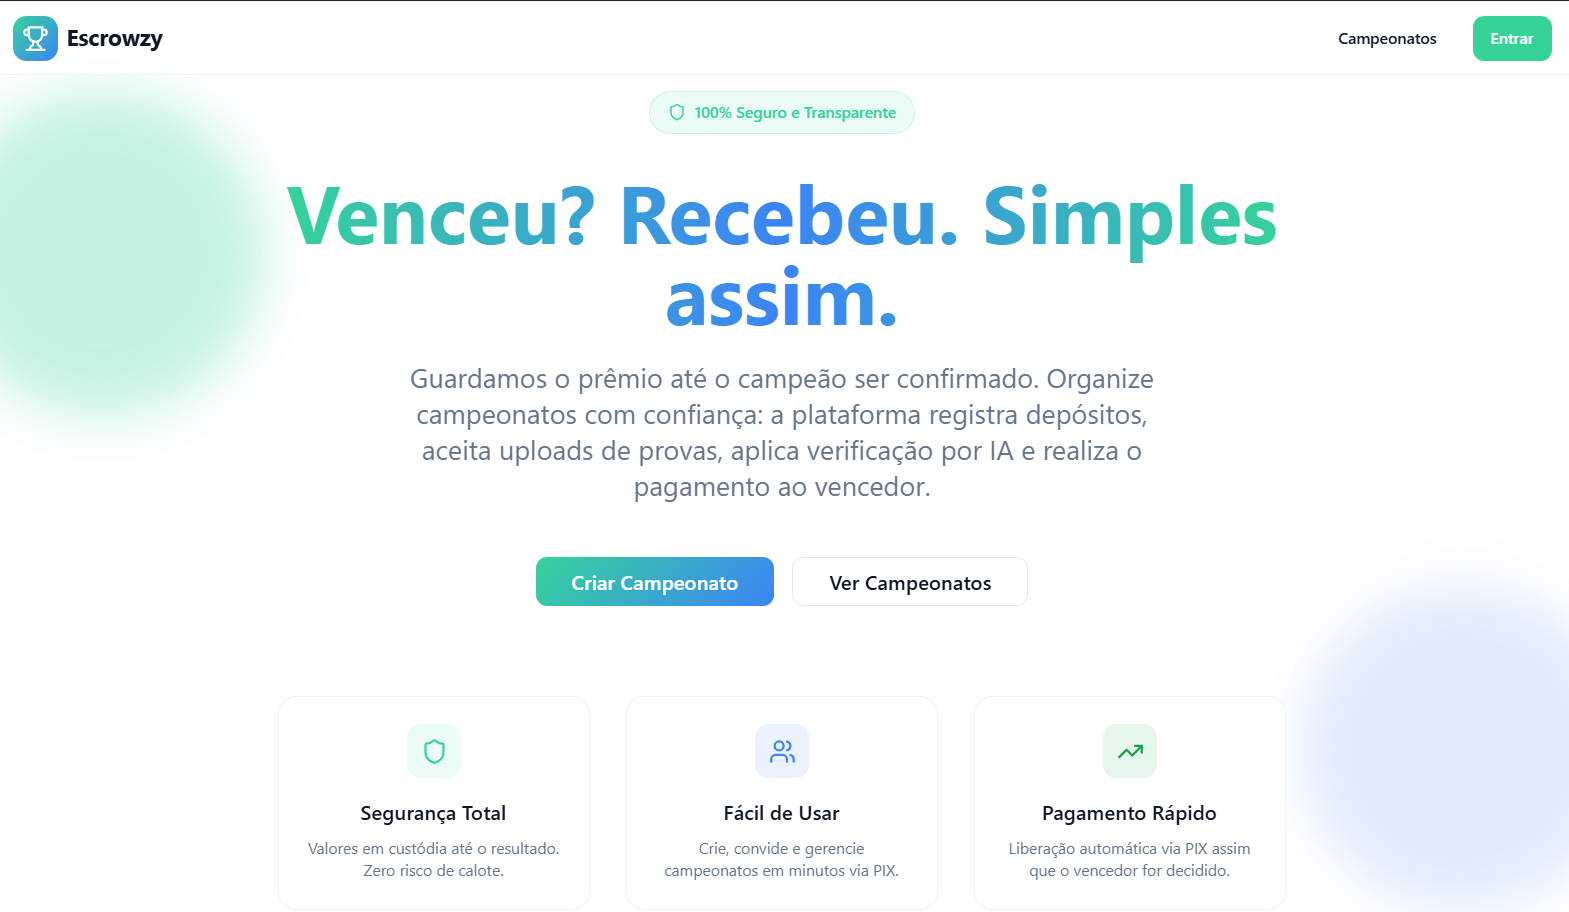 Escrowzy
Campeonatos
Entrar
100% Seguro e Transparente
Venceu? Recebeu. Simples
assim.
Guardamos o prêmio até o campeão ser confirmado. Organize
campeonatos com confiança: a plataforma registra depósitos,
aceita uploads de provas, aplica verificação por IA e realiza o
pagamento ao vencedor.
Criar Campeonato
Ver Campeonatos
Segurança Total
Valores em custódia até o resultado.
Zero risco de calote.
Fácil de Usar
Crie, convide e gerencie
campeonatos em minutos via PIX.
Pagamento Rápido
Liberação automática via PIX assim
que o vencedor for decidido.